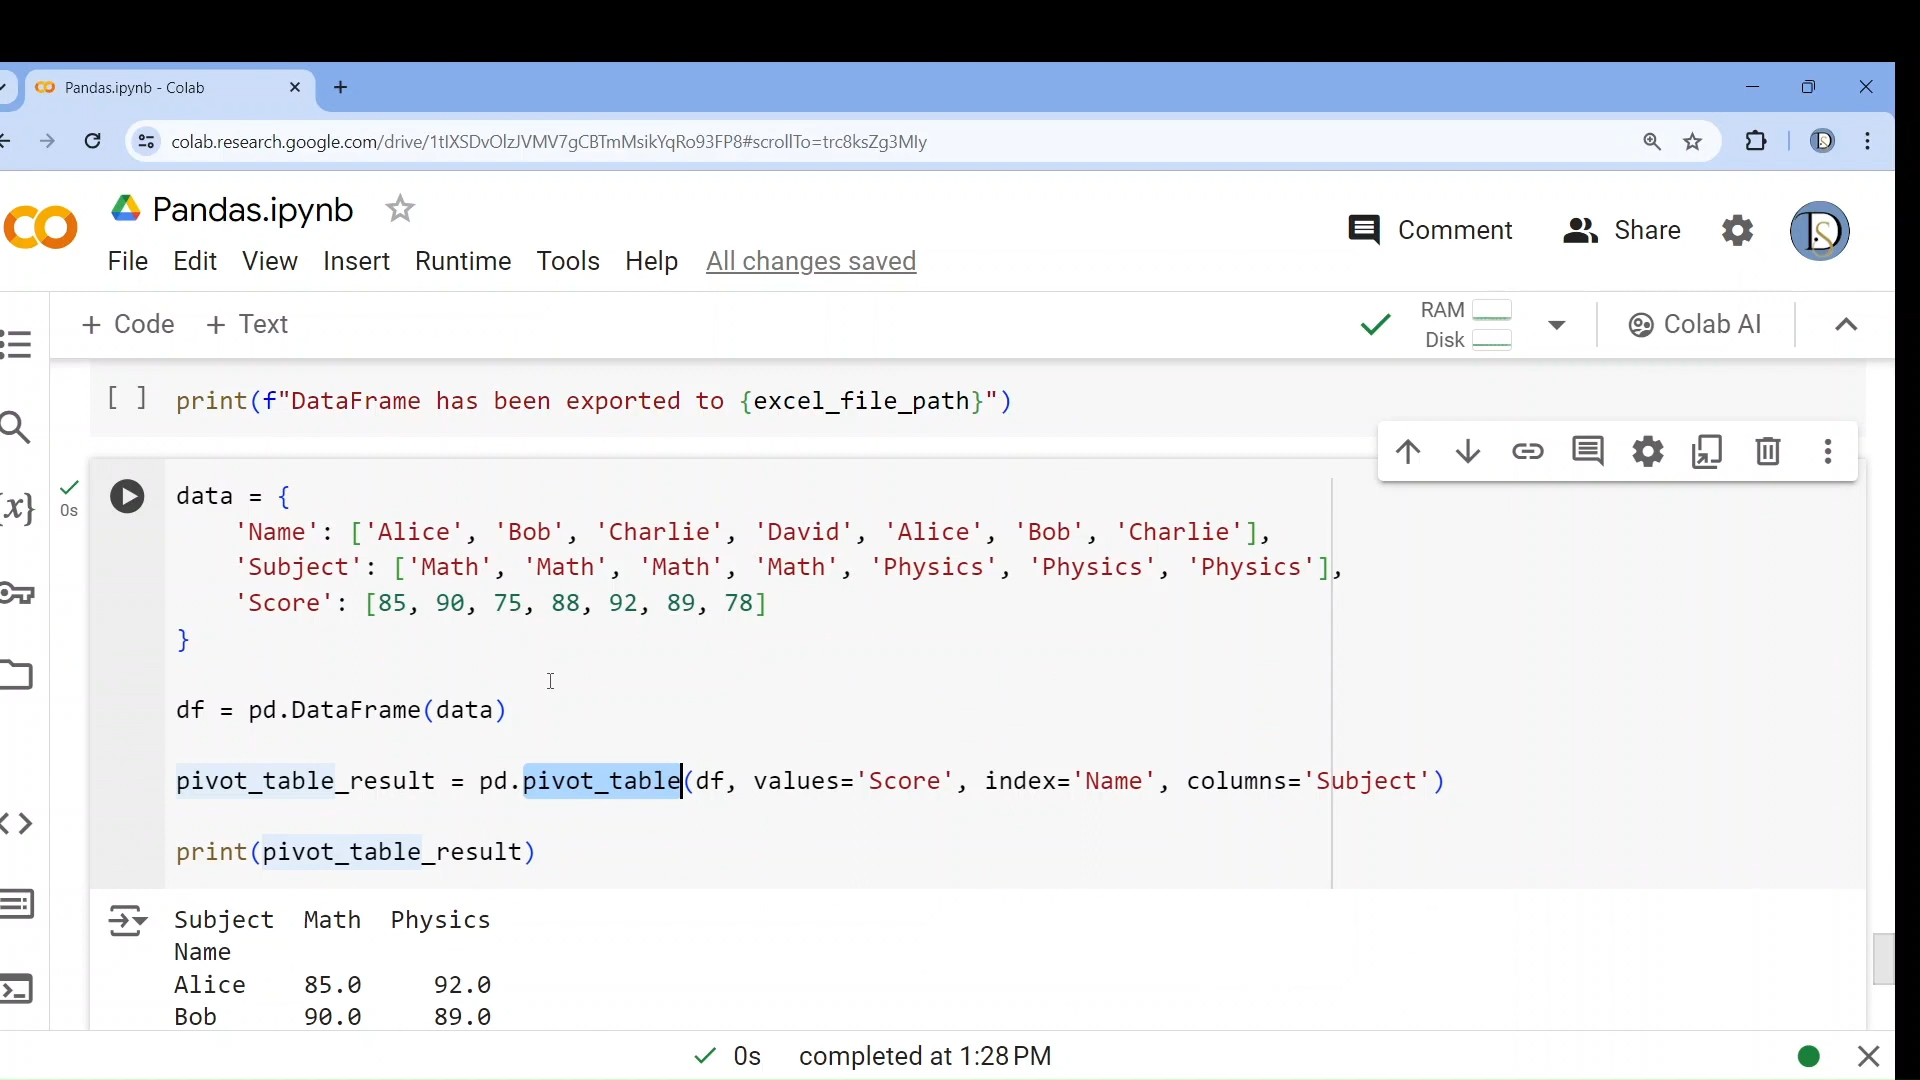 Pandas.ipynb - Colab
colab.research.google.com/drive/1tIXSDvOlzJVMV7gCBTmMsikYqRo93FP8#scrollTo=trc8ksZg3MIy
Pandas.ipynb
Comment
Share
File Edit View Insert Runtime Tools Help All changes saved
+ Code + Text
RAM
Disk
Colab AI
[ ] print(f"DataFrame has been exported to {excel_file_path}")
0s
data = {
    'Name': ['Alice', 'Bob', 'Charlie', 'David', 'Alice', 'Bob', 'Charlie'],
    'Subject': ['Math', 'Math', 'Math', 'Math', 'Physics', 'Physics', 'Physics'],
    'Score': [85, 90, 75, 88, 92, 89, 78]
}
df = pd.DataFrame(data)
pivot_table_result = pd.pivot_table(df, values='Score', index='Name', columns='Subject')
print(pivot_table_result)
Subject  Math  Physics
Name
Alice    85.0     92.0
Bob      90.0     89.0
0s completed at 1:28 PM